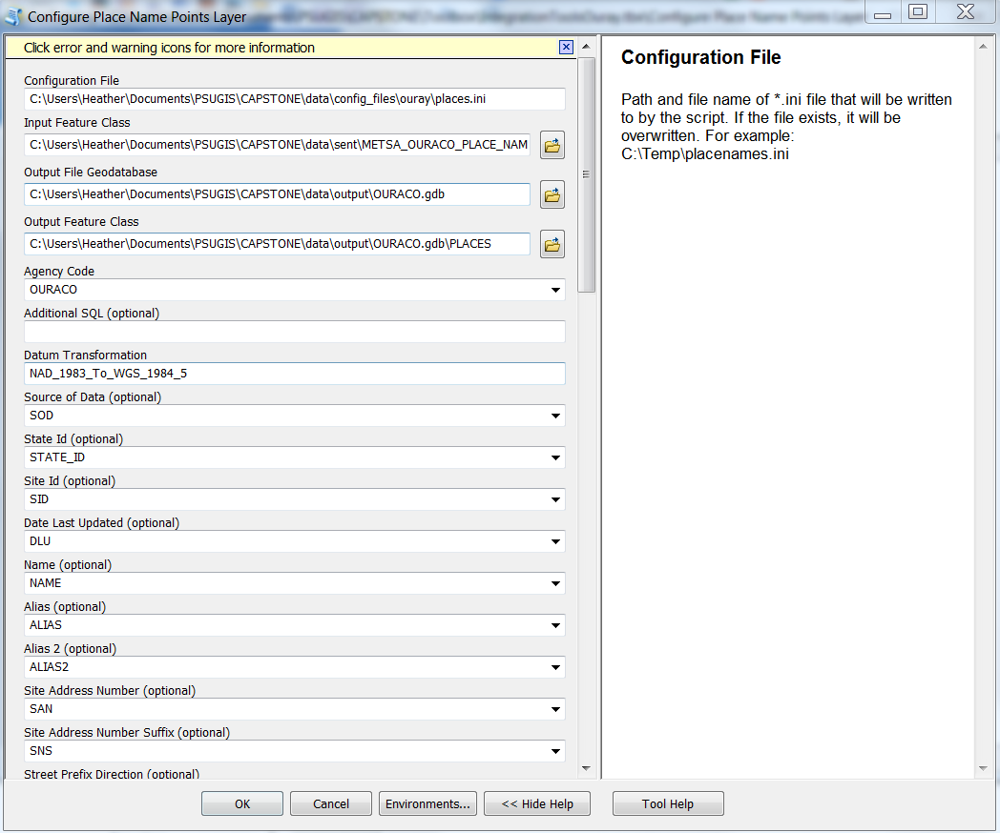 Configure Place Name Points Layer
Click error and warning icons for more information
Configuration File
C:\Users\Heather\Documents\PSUGIS\CAPSTONE\data\config_files\ouray\places.ini
Input Feature Class
C:\Users\Heather\Documents\PSUGIS\CAPSTONE\data\sent\METSA_OURACO_PLACE_NAM
Output File Geodatabase
C:\Users\Heather\Documents\PSUGIS\CAPSTONE\data\output\OURACO.gdb
Output Feature Class
C:\Users\Heather\Documents\PSUGIS\CAPSTONE\data\output\OURACO.gdb\PLACES
Agency Code
OURACO
Additional SQL (optional)
Datum Transformation
NAD_1983_To_WGS_1984_5
Source of Data (optional)
SOD
State Id (optional)
STATE_ID
Site Id (optional)
SID
Date Last Updated (optional)
DLU
Name (optional)
NAME
Alias (optional)
ALIAS
Alias 2 (optional)
ALIAS2
Site Address Number (optional)
SAN
Site Address Number Suffix (optional)
SNS
Street Prefix Direction (optional)
Configuration File
Path and file name of *.ini file that will be written
to by the script. If the file exists, it will be
overwritten. For example:
C:\Temp\placenames.ini
OK
Cancel
Environments...
<< Hide Help
Tool Help